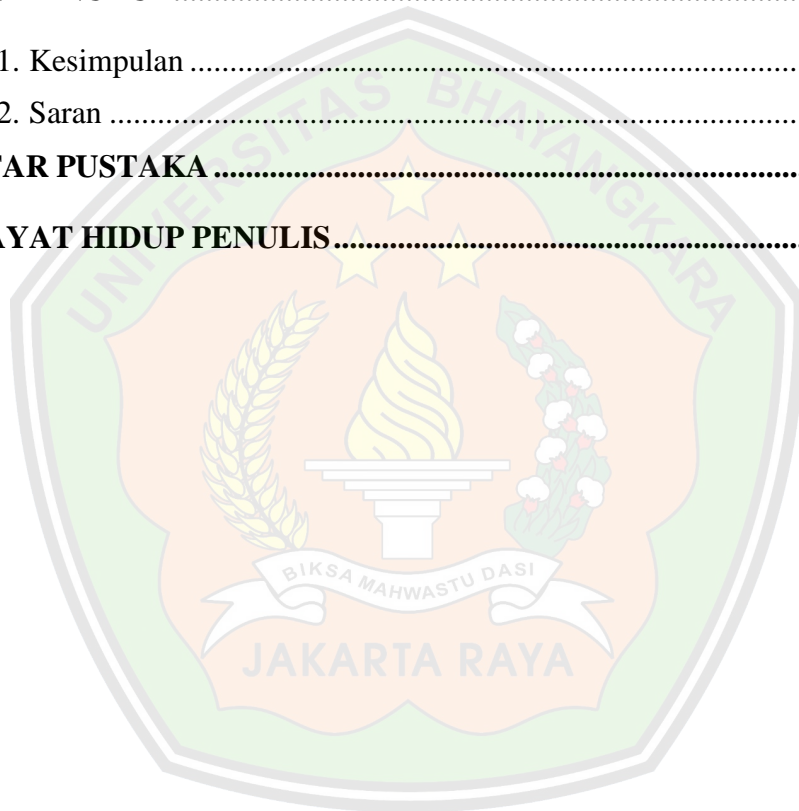 1. Kesimpulan ................................................................................
2. Saran ..........................................................................................
TAR PUSTAKA ..........................................................................
AYAT HIDUP PENULIS ...........................................................
UNIVERSITAS BHAYANGKARA
BIKSA MAHWASTU DASI
JAKARTA RAYA